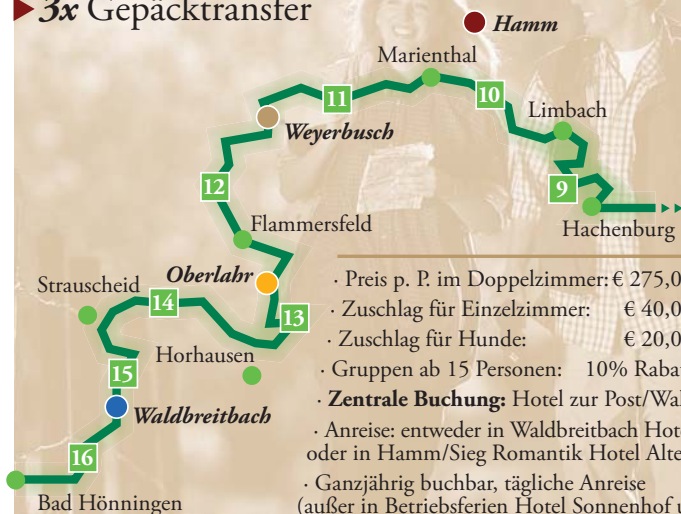 3x Gepäcktransfer
Hamm
Marienthal
11
10
Limbach
Weyerbusch
12
9
Flammersfeld
Hachenburg
Oberlahr
Strauscheid
14
13
Horhausen
15
Waldbreitbach
16
Bad Hönningen
· Preis p. P. im Doppelzimmer: € 275,0
· Zuschlag für Einzelzimmer: € 40,0
· Zuschlag für Hunde: € 20,0
· Gruppen ab 15 Personen: 10% Rabat
· Zentrale Buchung: Hotel zur Post/Wal
· Anreise: entweder in Waldbreitbach Hote
oder in Hamm/Sieg Romantik Hotel Alte
· Ganzjährig buchbar, tägliche Anreise
(außer in Betriebsferien Hotel Sonnenhof u